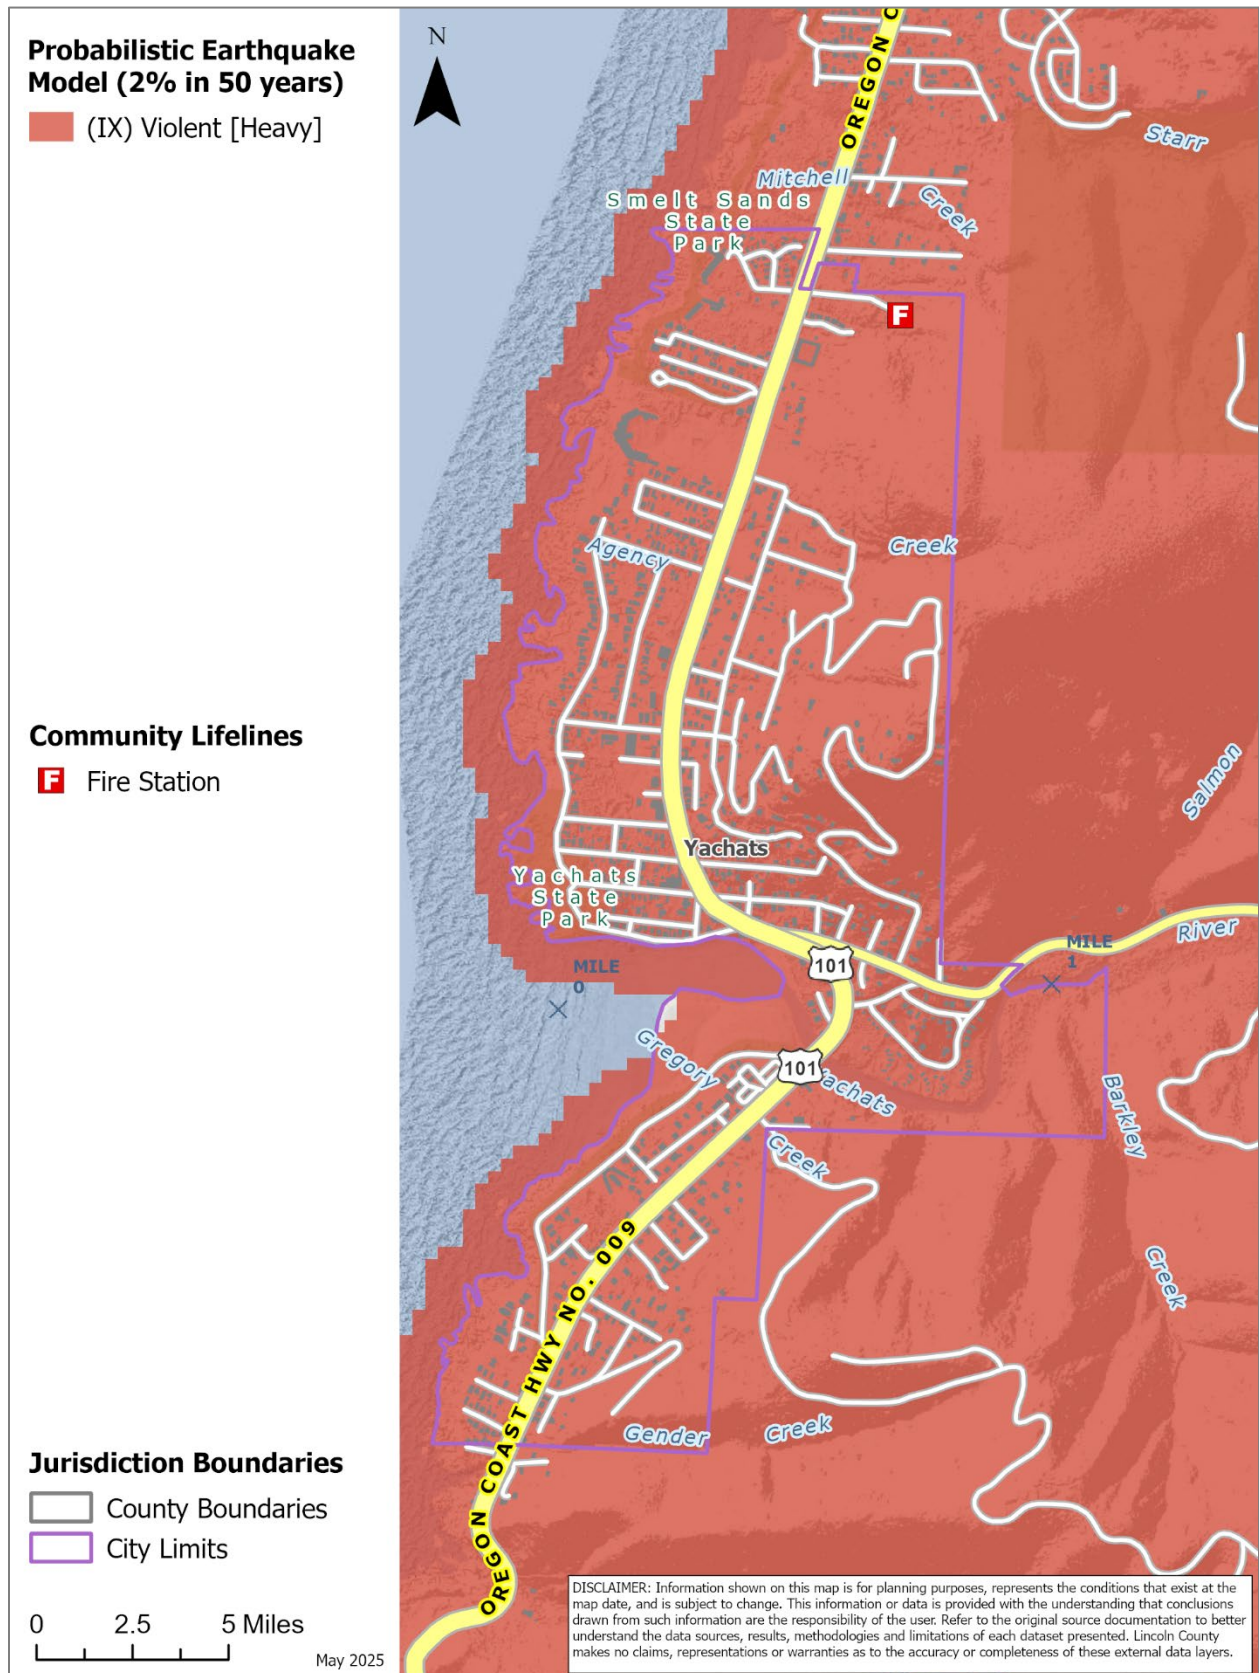 Probabilistic Earthquake
Model (2% in 50 years)
(IX) Violent [Heavy]
Community Lifelines
F Fire Station
Jurisdiction Boundaries
County Boundaries
City Limits
0 2.5 5 Miles
May 2025
N
OREGON C
Starr
Mitchell
Creek
Smelt Sands
State
Park
F
Agency
Creek
Salmon
Yachats
Yachats
State
Park
River
MILE
1
101
MILE
0
Gregory
101
Yachats
Creek
Barkley
Creek
OREGON COAST HWY NO. 009
Gender
Creek
DISCLAIMER: Information shown on this map is for planning purposes, represents the conditions that exist at the
map date, and is subject to change. This information or data is provided with the understanding that conclusions
drawn from such information are the responsibility of the user. Refer to the original source documentation to better
understand the data sources, results, methodologies and limitations of each dataset presented. Lincoln County
makes no claims, representations or warranties as to the accuracy or completeness of these external data layers.